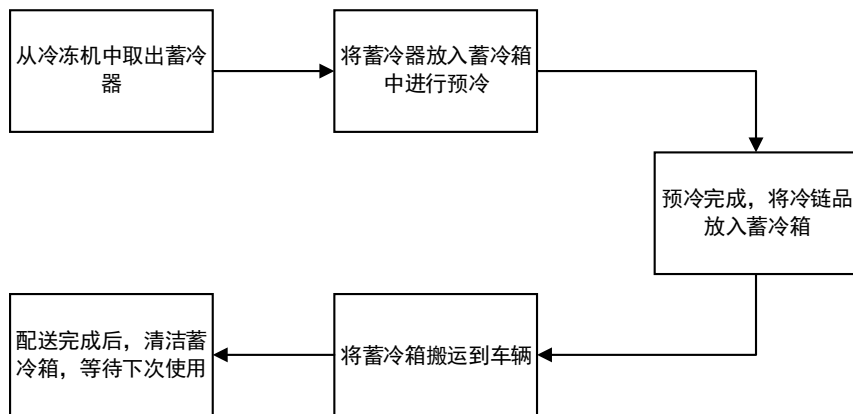 从冷冻机中取出蓄冷
器
将蓄冷器放入蓄冷箱
中进行预冷
预冷完成，将冷链品
放入蓄冷箱
将蓄冷箱搬运到车辆
配送完成后，清洁蓄
冷箱，等待下次使用